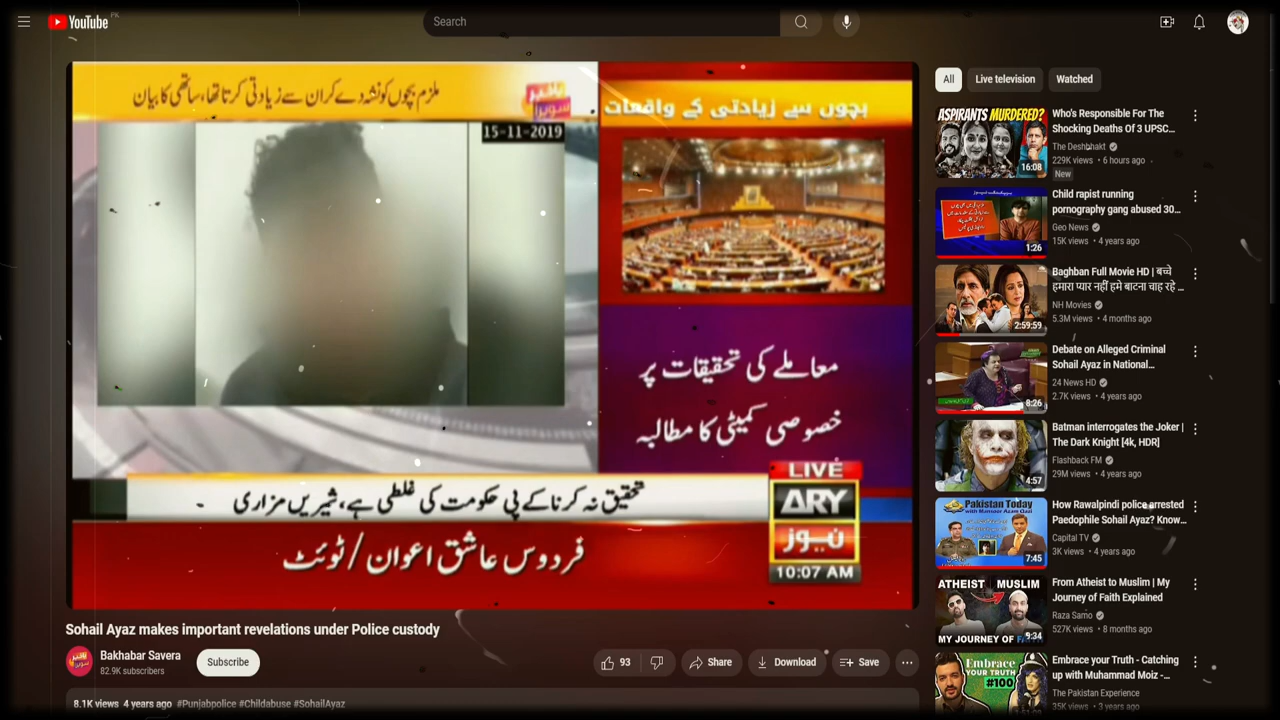 PK
YouTube
Search
ملزم بچوں کو نشہ دے کر ان سے زیادتی کرتا تھا، ساتھی کا بیان
باخبر
سویرا
15-11-2019
بچوں سے زیادتی کے واقعات
معاملے کی تحقیقات پر
خصوصی کمیٹی کا مطالبہ
تحقیق نہ کرنا کے پی حکومت کی غلطی ہے، شیریں مزاری
فردوس عاشق اعوان/ٹوئٹ
LIVE
ARY
نیوز
10:07 AM
Sohail Ayaz makes important revelations under Police custody
Bakhabar Savera
82.9K subscribers
Subscribe
93
Share
Download
Save
8.1K views 4 years ago #Punjabpolice #Childabuse #SohailAyaz
All
Live television
Watched
ASPIRANTS MURDERED?
16:08
Who's Responsible For The
Shocking Deaths Of 3 UPSC...
The Deshbhakt
229K views • 6 hours ago
New
1:26
Child rapist running
pornography gang abused 30...
Geo News
15K views • 4 years ago
2:59:59
Baghban Full Movie HD | बच्चे
हमारा प्यार नहीं हमे बाटना चाह रहे ...
NH Movies
5.3M views • 4 months ago
8:26
Debate on Alleged Criminal
Sohail Ayaz in National...
24 News HD
2.7K views • 4 years ago
4:57
Batman interrogates the Joker |
The Dark Knight [4k, HDR]
Flashback FM
29M views • 4 years ago
Pakistan Today
7:45
How Rawalpindi police arrested
Paedophile Sohail Ayaz? Know...
Capital TV
3K views • 4 years ago
ATHEIST MUSLIM
MY JOURNEY OF FAITH
9:34
From Atheist to Muslim | My
Journey of Faith Explained
Raza Samo
527K views • 8 months ago
Embrace
YOUR TRUTH
#100
Embrace your Truth - Catching
up with Muhammad Moiz -...
The Pakistan Experience
35K views • 3 years ago